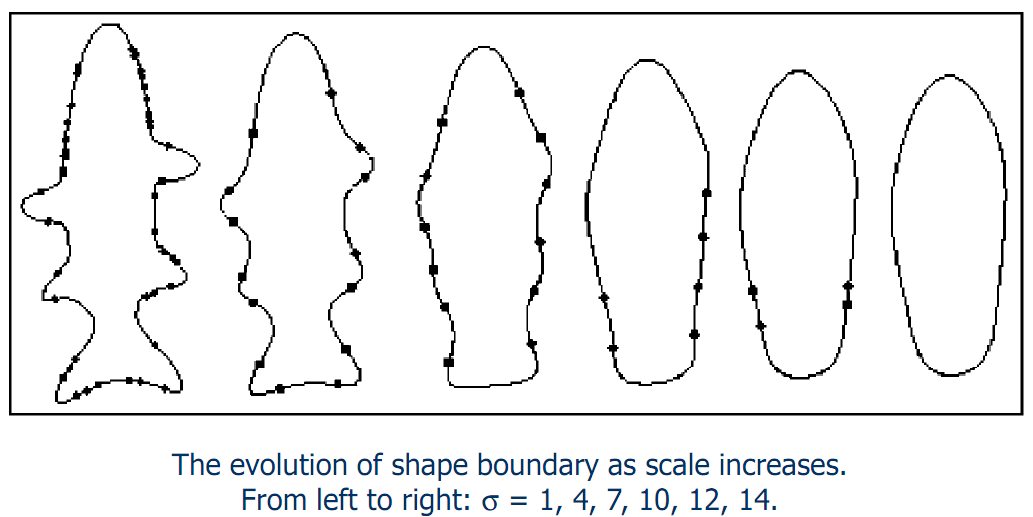 The evolution of shape boundary as scale increases.
From left to right: σ = 1, 4, 7, 10, 12, 14.